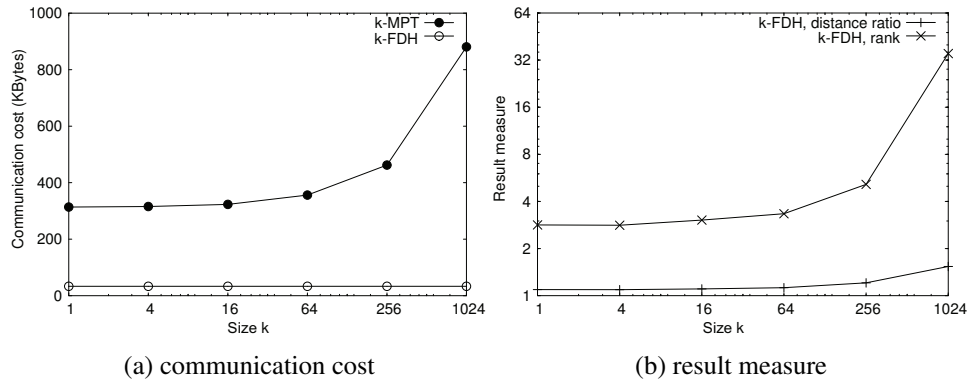 k-MPT
k-FDH
1000
800
600
400
200
0
Communication cost (KBytes)
1 4 16 64 256 1024
Size k
(a) communication cost
k-FDH, distance ratio
k-FDH, rank
64
32
16
8
4
2
1
Result measure
1 4 16 64 256 1024
Size k
(b) result measure